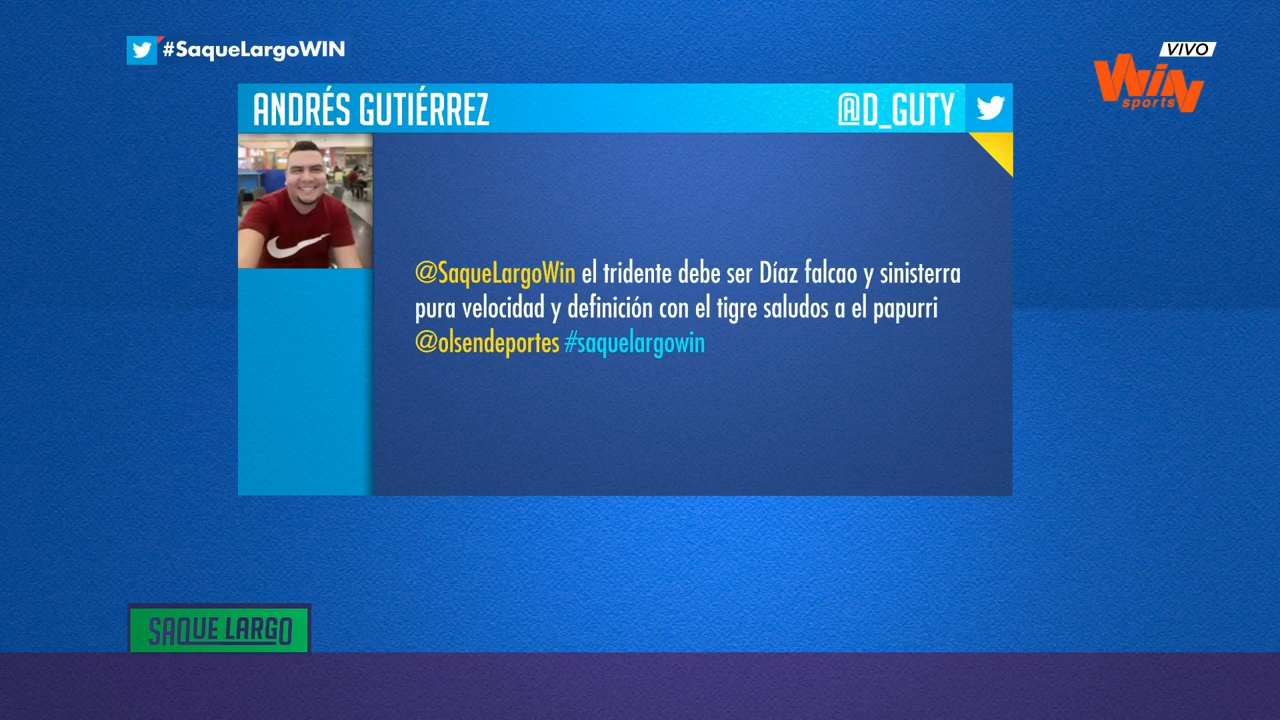 #SaqueLargoWIN
VIVO
WIN
sports
ANDRÉS GUTIÉRREZ
@D_GUTY
@SaqueLargoWin el tridente debe ser Díaz falcao y sinisterra
pura velocidad y definición con el tigre saludos a el papurri
@olsendeportes #saquelargowin
SAQUE LARGO